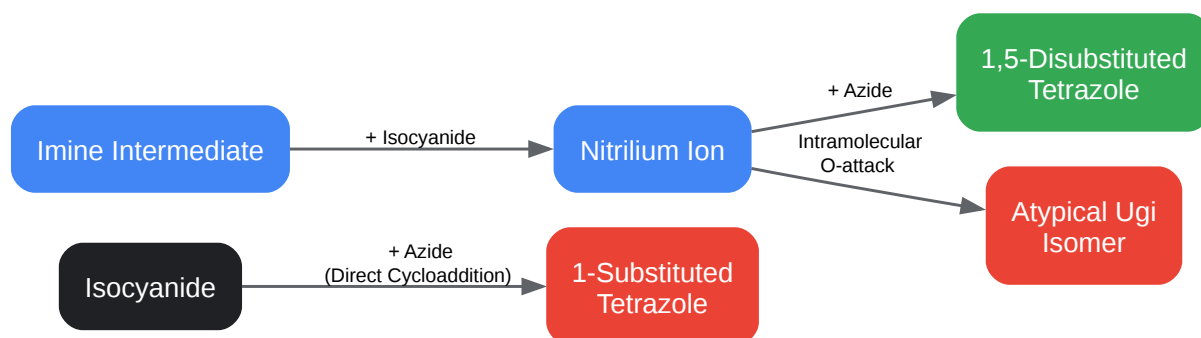 Imine Intermediate
+ Isocyanide
Nitrilium Ion
+ Azide
1,5-Disubstituted
Tetrazole
Intramolecular
O-attack
Atypical Ugi
Isomer
Isocyanide
+ Azide
(Direct Cycloaddition)
1-Substituted
Tetrazole